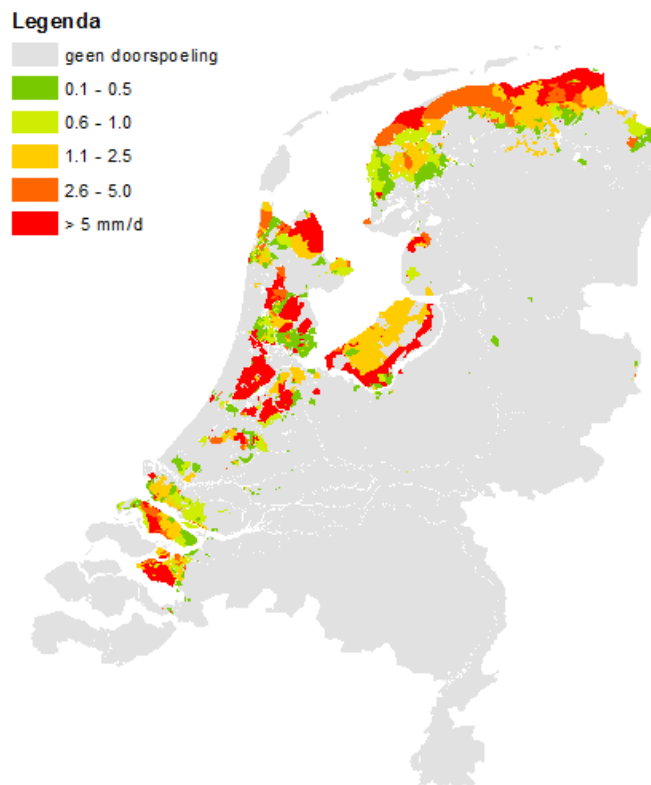 Legenda
geen doorspoeling
0.1 - 0.5
0.6 - 1.0
1.1 - 2.5
2.6 - 5.0
> 5 mm/d